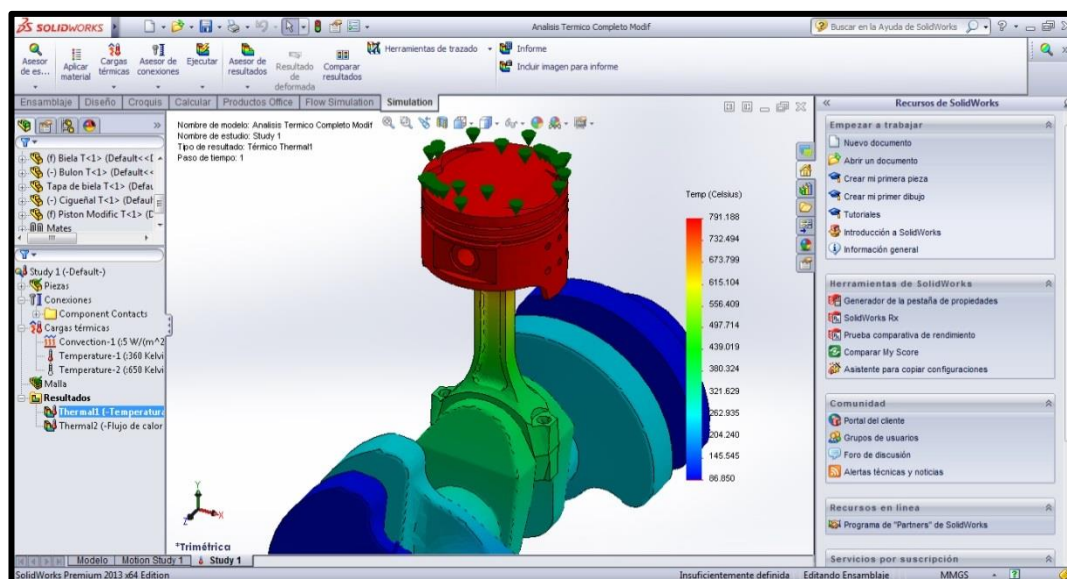 SOLIDWORKS
Analisis Termico Completo Modif
Buscar en la Ayuda de SolidWorks
Asesor de es...
Aplicar material
Cargas térmicas
Asesor de conexiones
Ejecutar
Asesor de resultados
Resultado de deformada
Comparar resultados
Herramientas de trazado
Informe
Incluir imagen para informe
Ensamblaje
Diseño
Croquis
Calcular
Productos Office
Flow Simulation
Simulation
(f) Biela T<1> (Default<<
(-) Bulon T<1> (Default<<
Tapa de biela T<1> (Defau
(-) Cigueñal T<1> (Default
(f) Piston Modific T<1> (D
Mates
Study 1 (-Default-)
Piezas
Conexiones
Component Contacts
Cargas térmicas
Convection-1 (:5 W/(m^2
Temperature-1 (:360 Kelvi
Temperature-2 (:650 Kelvi
Malla
Resultados
Thermal1 (-Temperatura
Thermal2 (-Flujo de calor
Nombre de modelo: Analisis Termico Completo Modif
Nombre de estudio: Study 1
Tipo de resultado: Térmico Thermal1
Paso de tiempo: 1
Temp (Celsius)
791.188
732.494
673.799
615.104
556.409
497.714
439.019
380.324
321.629
262.935
204.240
145.545
86.850
Y
X
Z
*Trimétrica
Recursos de SolidWorks
Empezar a trabajar
Nuevo documento
Abrir un documento
Crear mi primera pieza
Crear mi primer dibujo
Tutoriales
Introducción a SolidWorks
Información general
Herramientas de SolidWorks
Generador de la pestaña de propiedades
SolidWorks Rx
Prueba comparativa de rendimiento
Comparar My Score
Asistente para copiar configuraciones
Comunidad
Portal del cliente
Grupos de usuarios
Foro de discusión
Alertas técnicas y noticias
Recursos en línea
Programa de "Partners" de SolidWorks
Servicios por suscripción
Modelo
Motion Study 1
Study 1
SolidWorks Premium 2013 x64 Edition
Insuficientemente definida
Editando Ensamblaje
MMGS